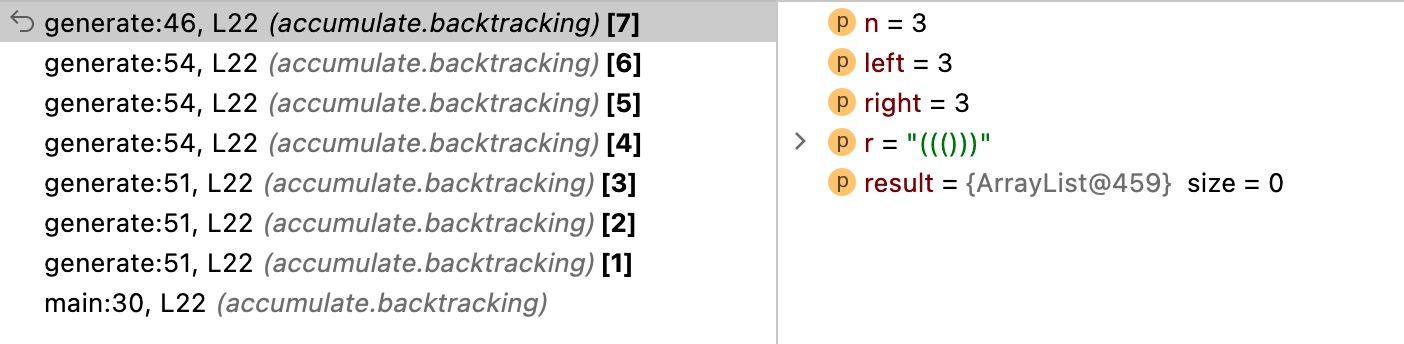 generate:46, L22 (accumulate.backtracking) [7]
generate:54, L22 (accumulate.backtracking) [6]
generate:54, L22 (accumulate.backtracking) [5]
generate:54, L22 (accumulate.backtracking) [4]
generate:51, L22 (accumulate.backtracking) [3]
generate:51, L22 (accumulate.backtracking) [2]
generate:51, L22 (accumulate.backtracking) [1]
main:30, L22 (accumulate.backtracking)
p n = 3
p left = 3
p right = 3
p r = "((()))"
p result = {ArrayList@459} size = 0